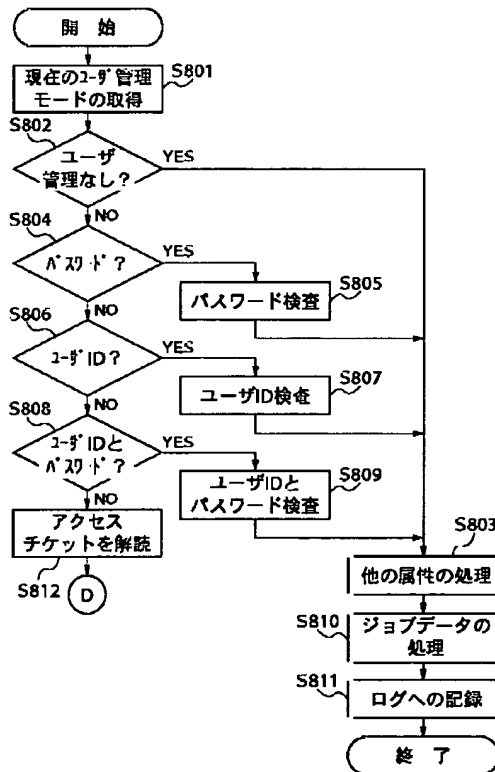 開 始
現在のユーザ管理
モードの取得
S801
S802
ユーザ
管理なし?
YES
NO
S804
パスワード?
YES
NO
パスワード検査
S805
S806
ユーザID?
YES
NO
ユーザID検査
S807
S808
ユーザIDと
パスワード?
YES
NO
ユーザIDと
パスワード検査
S809
アクセス
チケットを解読
S812
D
S803
他の属性の処理
S810
ジョブデータの
処理
S811
ログへの記録
終 了